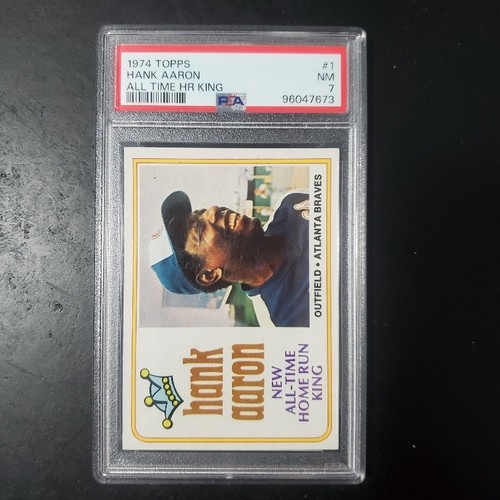 1974 TOPPS #1
HANK AARON NM
ALL TIME HR KING 7
PSA 96047673
OUTFIELD • ATLANTA BRAVES
hank
aaron
NEW
ALL-TIME
HOME RUN
KING